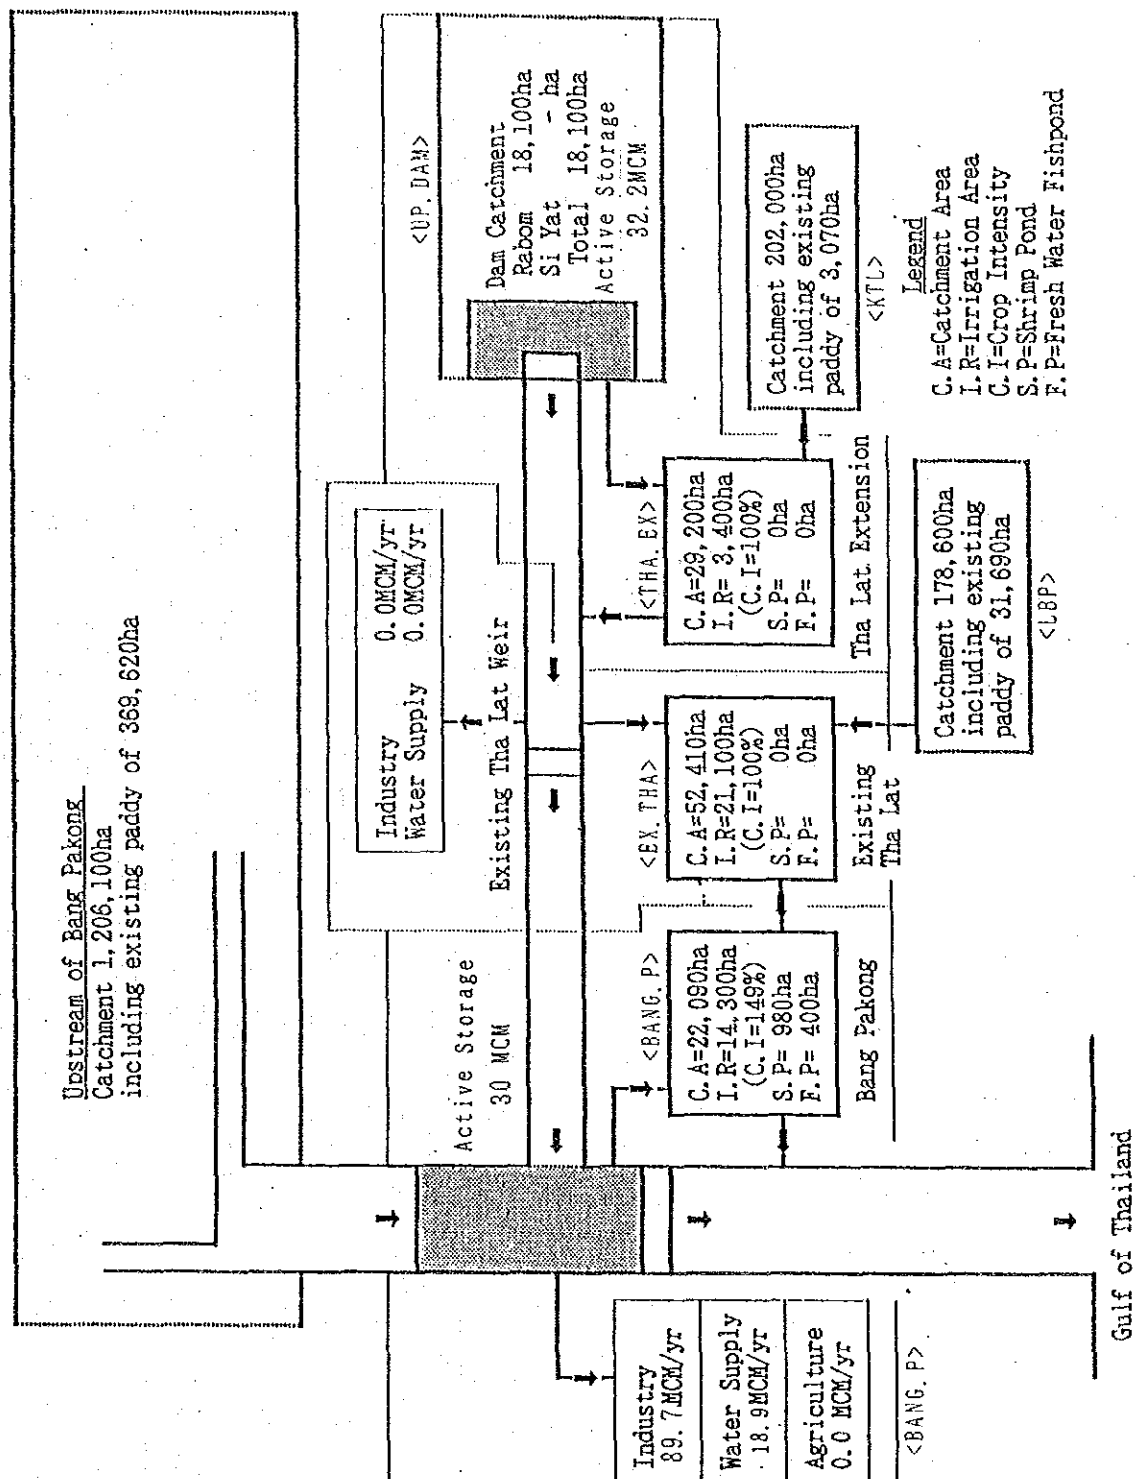 Upstream of Bang Pakong
Catchment 1,206,100ha
including existing paddy of 369,620ha
<UP. DAM>
Dam Catchment
Rabom 18,100ha
Si Yat - ha
Total 18,100ha
Active Storage
32.2MCM
Industry 0.0MCM/yr
Water Supply 0.0MCM/yr
Existing Tha Lat Weir
Active Storage
30 MCM
<BANG. P>
C.A=22,090ha
I.R=14,300ha
(C.I=149%)
S.P= 980ha
F.P= 400ha
Bang Pakong
<EX. THA>
C.A=52,410ha
I.R=21,100ha
(C.I=100%)
S.P= 0ha
F.P= 0ha
Existing
Tha Lat
<THA. EX>
C.A=29,200ha
I.R= 3,400ha
(C.I=100%)
S.P= 0ha
F.P= 0ha
Tha Lat Extension
Catchment 202,000ha
including existing
paddy of 3,070ha
<KTL>
Catchment 178,600ha
including existing
paddy of 31,690ha
<LBP>
Legend
C.A=Catchment Area
I.R=Irrigation Area
C.I=Crop Intensity
S.P=Shrimp Pond
F.P=Fresh Water Fishpond
Industry
89.7MCM/yr
Water Supply
18.9MCM/yr
Agriculture
0.0 MCM/yr
<BANG. P>
Gulf of Thailand